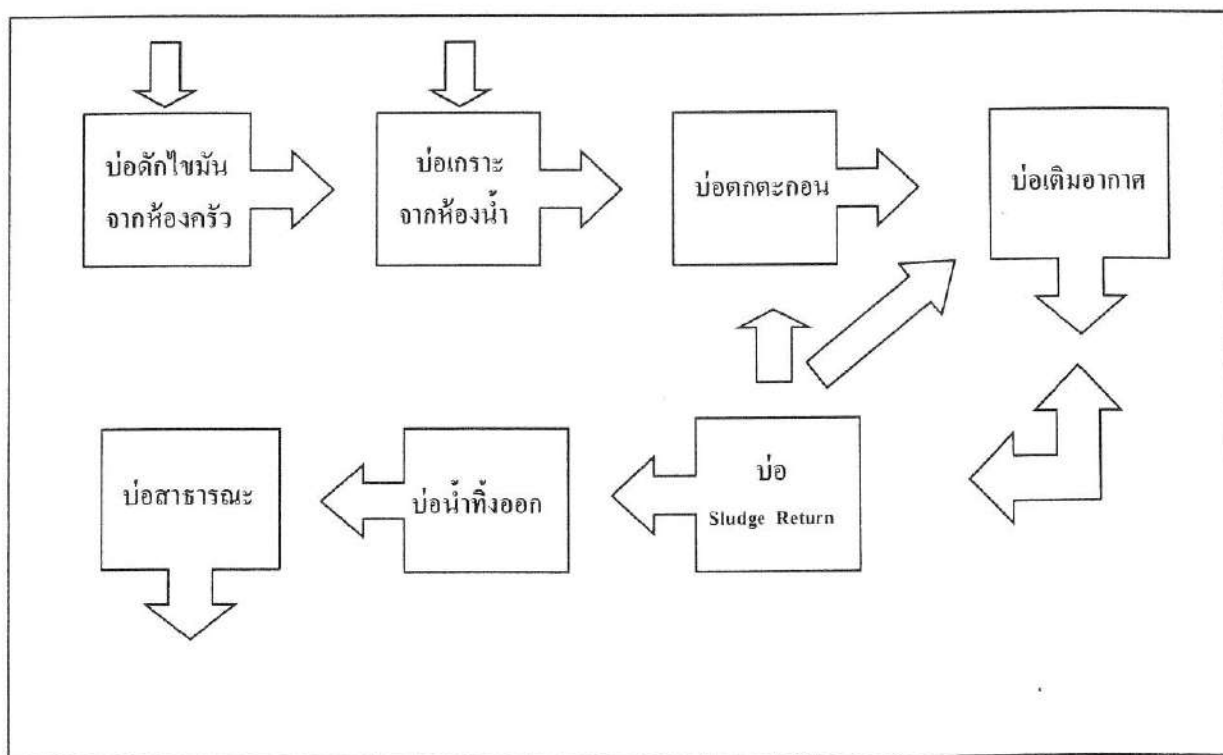 บ่อดักไขมัน
จากห้องครัว
บ่อเกราะ
จากห้องน้ำ
บ่อตกตะกอน
บ่อเติมอากาศ
บ่อสาธารณะ
บ่อน้ำทิ้งออก
บ่อ
Sludge Return